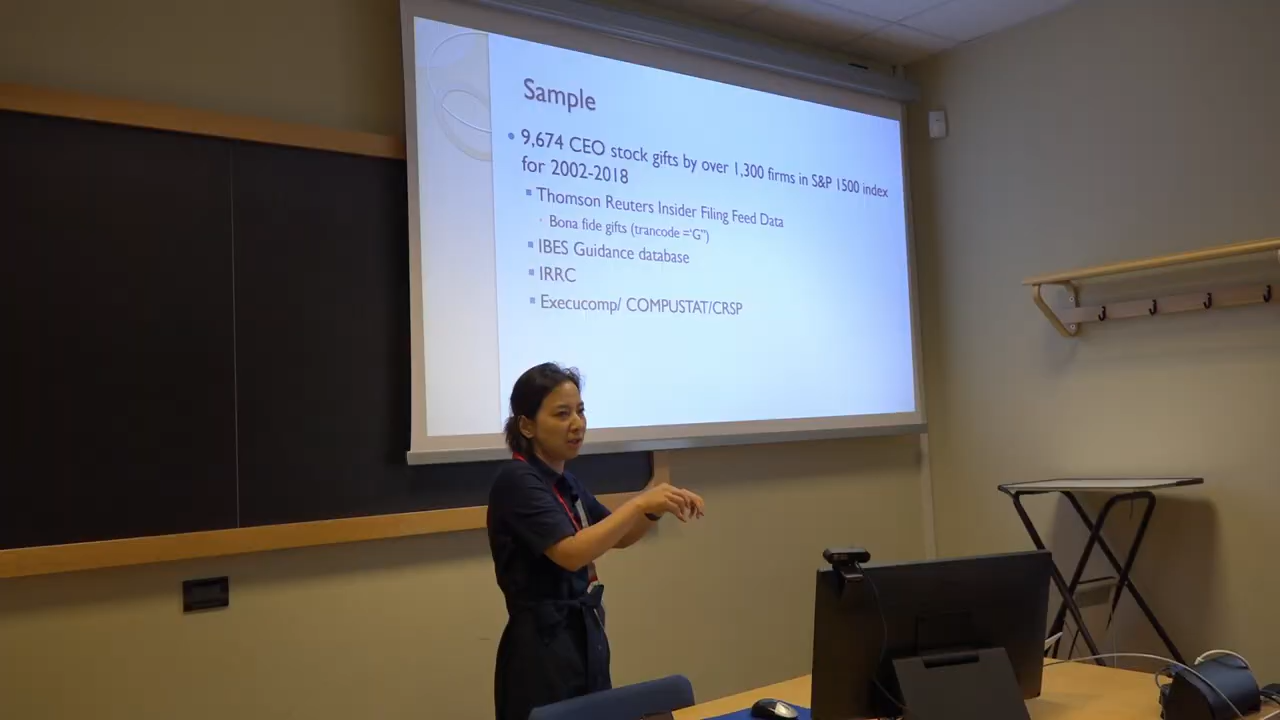 Sample
• 9,674 CEO stock gifts by over 1,300 firms in S&P 1500 index
for 2002-2018
▪ Thomson Reuters Insider Filing Feed Data
· Bona fide gifts (trancode ='G")
▪ IBES Guidance database
▪ IRRC
▪ Execucomp/ COMPUSTAT/CRSP